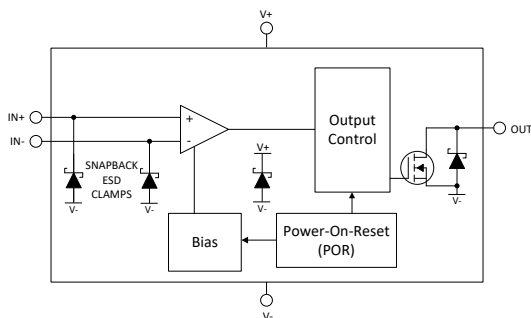 V+
IN+
IN-
+
-
SNAPBACK
ESD
CLAMPS
V-
V-
V+
V-
Output
Control
OUT
V-
Bias
Power-On-Reset
(POR)
V-